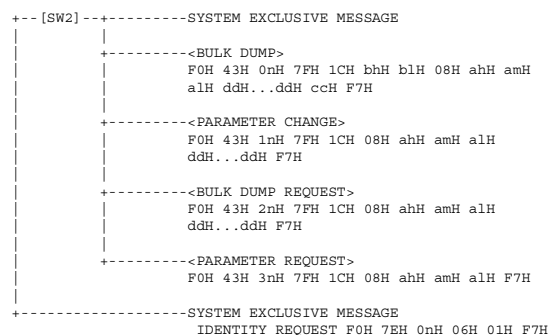 +--[SW2]--+---------SYSTEM EXCLUSIVE MESSAGE
|         |
|         +---------<BULK DUMP>
|         |         F0H 43H 0nH 7FH 1CH bhH blH 08H ahH amH
|         |         alH ddH...ddH ccH F7H
|         |
|         +---------<PARAMETER CHANGE>
|         |         F0H 43H 1nH 7FH 1CH 08H ahH amH alH
|         |         ddH...ddH F7H
|         |
|         +---------<BULK DUMP REQUEST>
|         |         F0H 43H 2nH 7FH 1CH 08H ahH amH alH
|         |         ddH...ddH F7H
|         |
|         +---------<PARAMETER REQUEST>
|                   F0H 43H 3nH 7FH 1CH 08H ahH amH alH F7H
|
+-------------------SYSTEM EXCLUSIVE MESSAGE
                     IDENTITY REQUEST F0H 7EH 0nH 06H 01H F7H